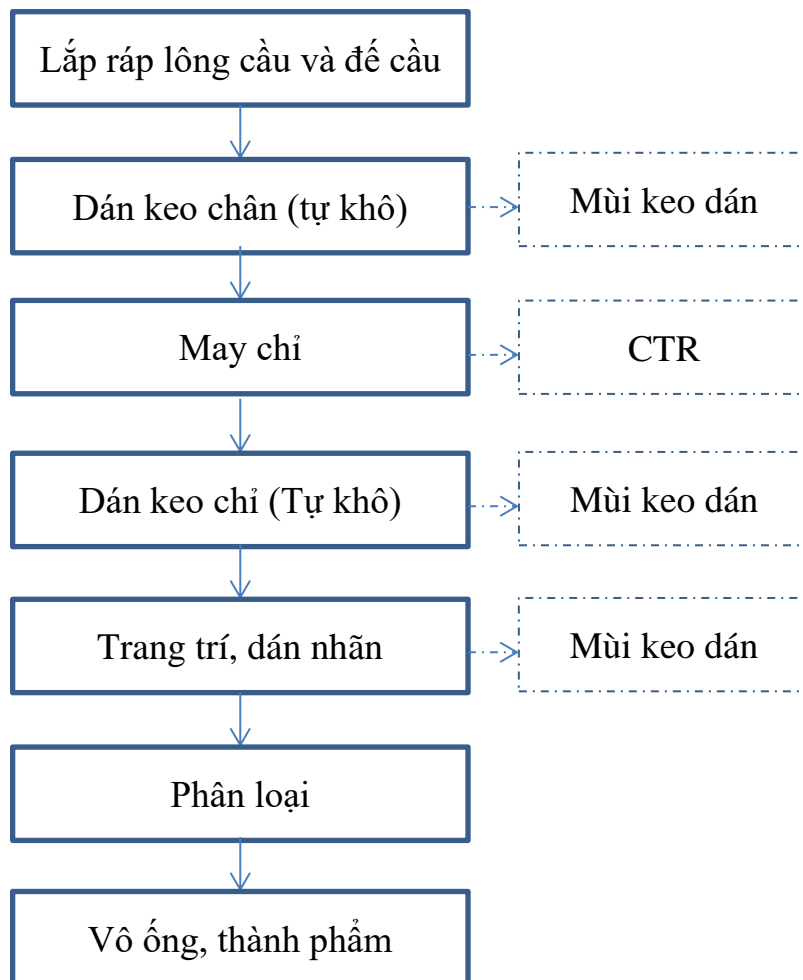 Lắp ráp lông cầu và đế cầu
Dán keo chân (tự khô)
Mùi keo dán
May chỉ
CTR
Dán keo chỉ (Tự khô)
Mùi keo dán
Trang trí, dán nhãn
Mùi keo dán
Phân loại
Vô ống, thành phẩm